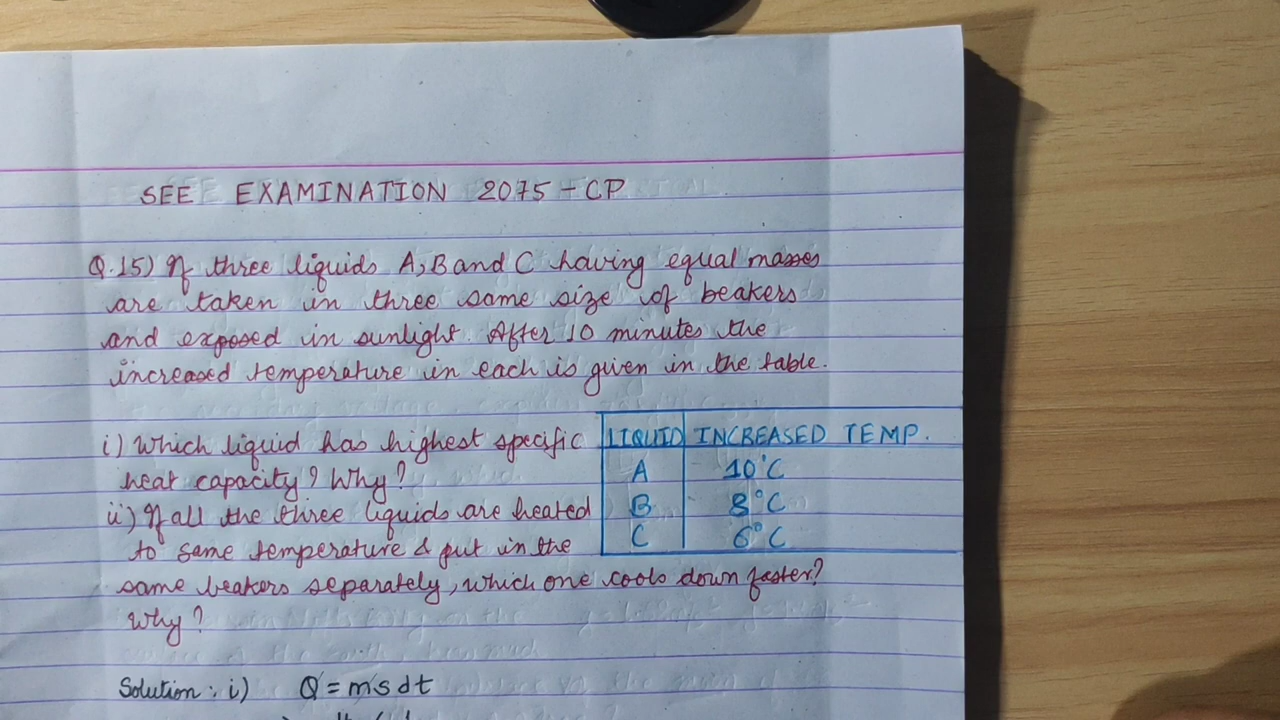 SEE EXAMINATION 2075-CP
Q.15) If three liquids A, B and C having equal masses
are taken in three same size of beakers
and exposed in sunlight. After 10 minutes the
increased temperature in each is given in the table.
i) Which liquid has highest specific
heat capacity? Why?
ii) If all the three liquids are heated
to same temperature & put in the
same beakers separately, which one cools down faster?
Why?
LIQUID INCREASED TEMP.
A 10°C
B 8°C
C 6°C
Solution: i) Q = msdt